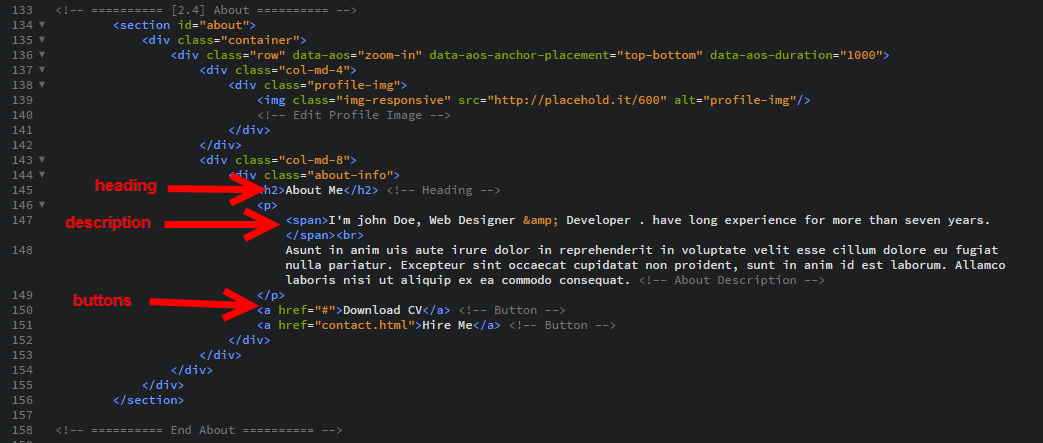 133 <!-- ========== [2.4] About ========== -->
134 <section id="about">
135 <div class="container">
136 <div class="row" data-aos="zoom-in" data-aos-anchor-placement="top-bottom" data-aos-duration="1000">
137 <div class="col-md-4">
138 <div class="profile-img">
139 <img class="img-responsive" src="http://placehold.it/600" alt="profile-img"/>
140 <!-- Edit Profile Image -->
141 </div>
142 </div>
143 <div class="col-md-8">
144 <div class="about-info">
heading
145 <h2>About Me</h2> <!-- Heading -->
146 <p>
description
147 <span>I'm john Doe, Web Designer &amp; Developer . have long experience for more than seven years.
</span><br>
148 Asunt in anim uis aute irure dolor in reprehenderit in voluptate velit esse cillum dolore eu fugiat
nulla pariatur. Excepteur sint occaecat cupidatat non proident, sunt in anim id est laborum. Allamco
laboris nisi ut aliquip ex ea commodo consequat. <!-- About Description -->
149 </p>
buttons
150 <a href="#">Download CV</a> <!-- Button -->
151 <a href="contact.html">Hire Me</a> <!-- Button -->
152 </div>
153 </div>
154 </div>
155 </div>
156 </section>
157
158 <!-- ========== End About ========== -->